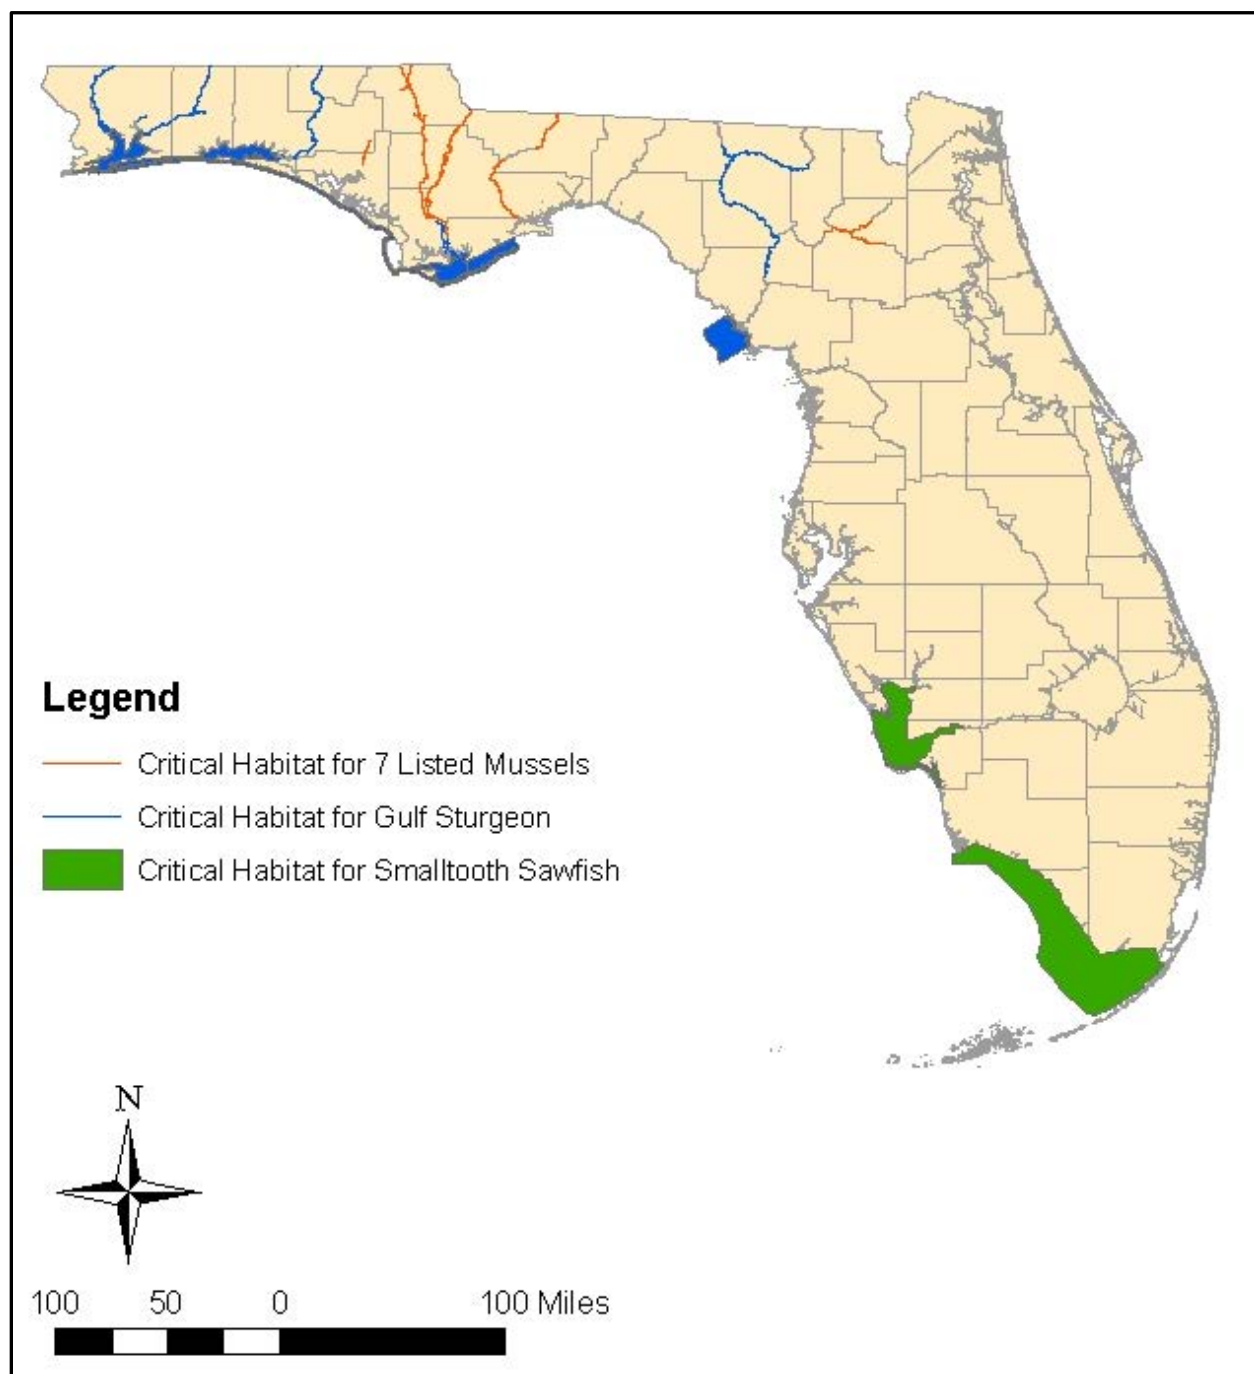 Legend
Critical Habitat for 7 Listed Mussels
Critical Habitat for Gulf Sturgeon
Critical Habitat for Smalltooth Sawfish
N
100 50 0 100 Miles